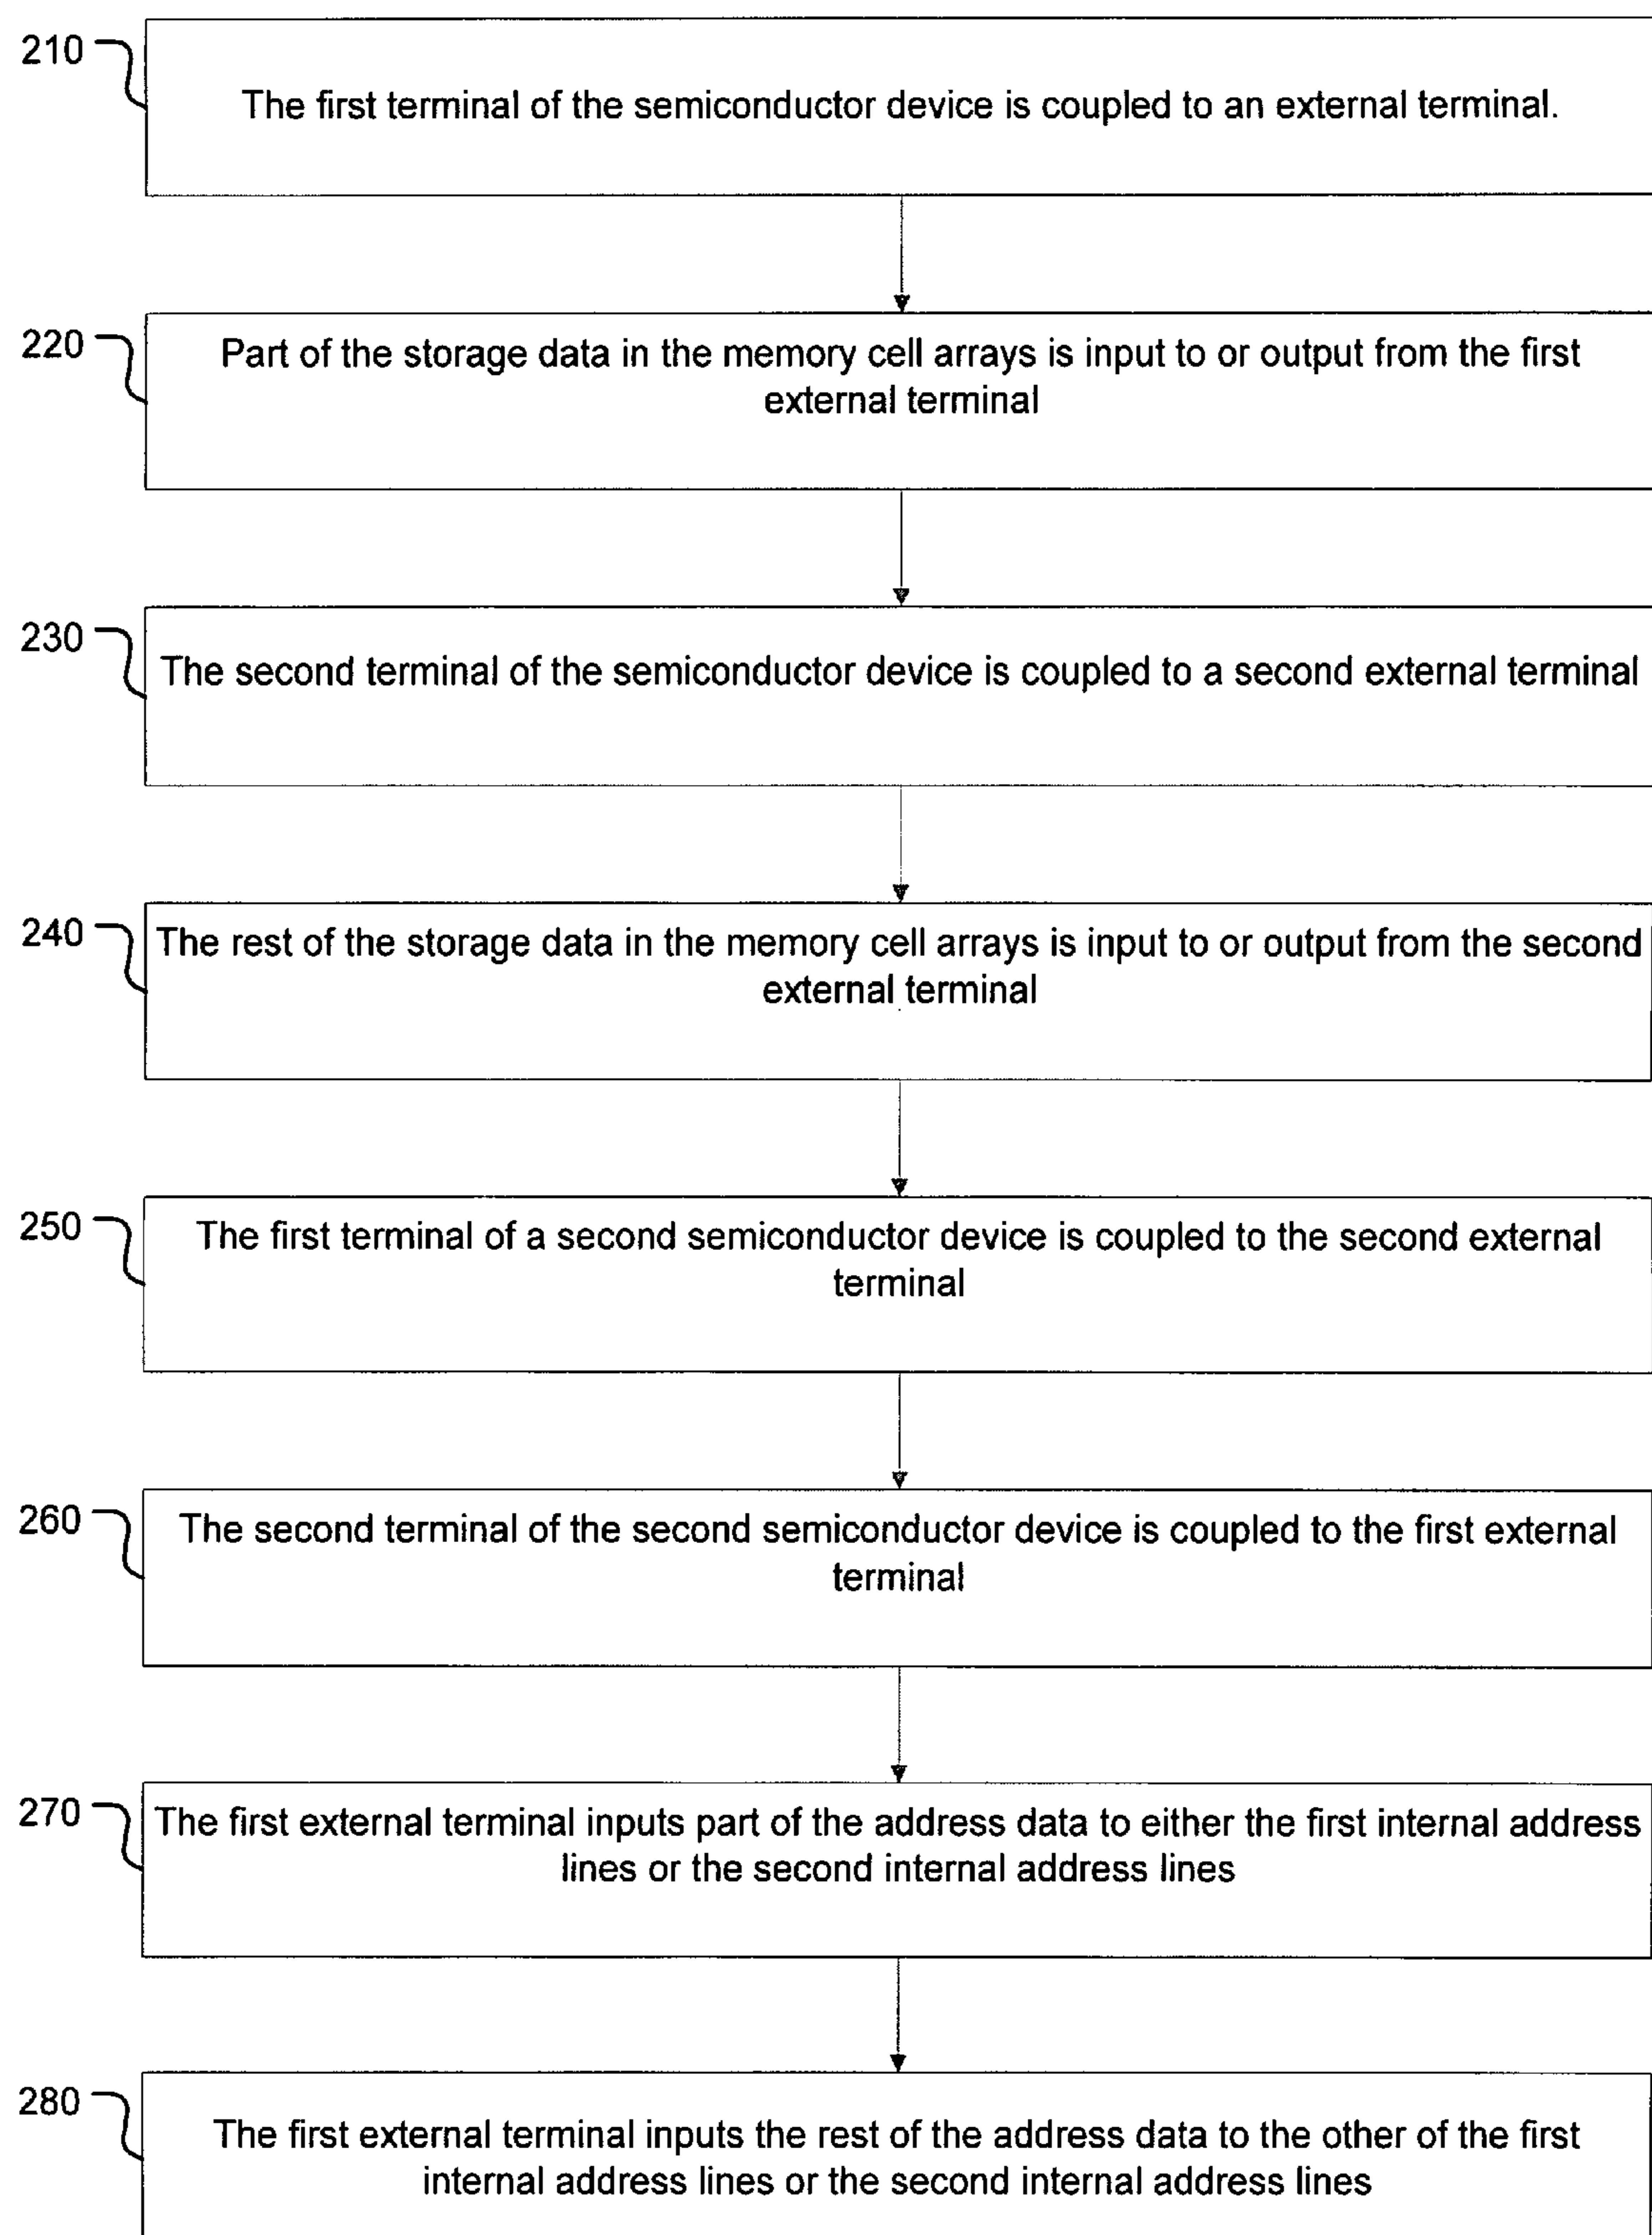 210
The first terminal of the semiconductor device is coupled to an external terminal.
220
Part of the storage data in the memory cell arrays is input to or output from the first
external terminal
230
The second terminal of the semiconductor device is coupled to a second external terminal
240
The rest of the storage data in the memory cell arrays is input to or output from the second
external terminal
250
The first terminal of a second semiconductor device is coupled to the second external
terminal
260
The second terminal of the second semiconductor device is coupled to the first external
terminal
270
The first external terminal inputs part of the address data to either the first internal address
lines or the second internal address lines
280
The first external terminal inputs the rest of the address data to the other of the first
internal address lines or the second internal address lines